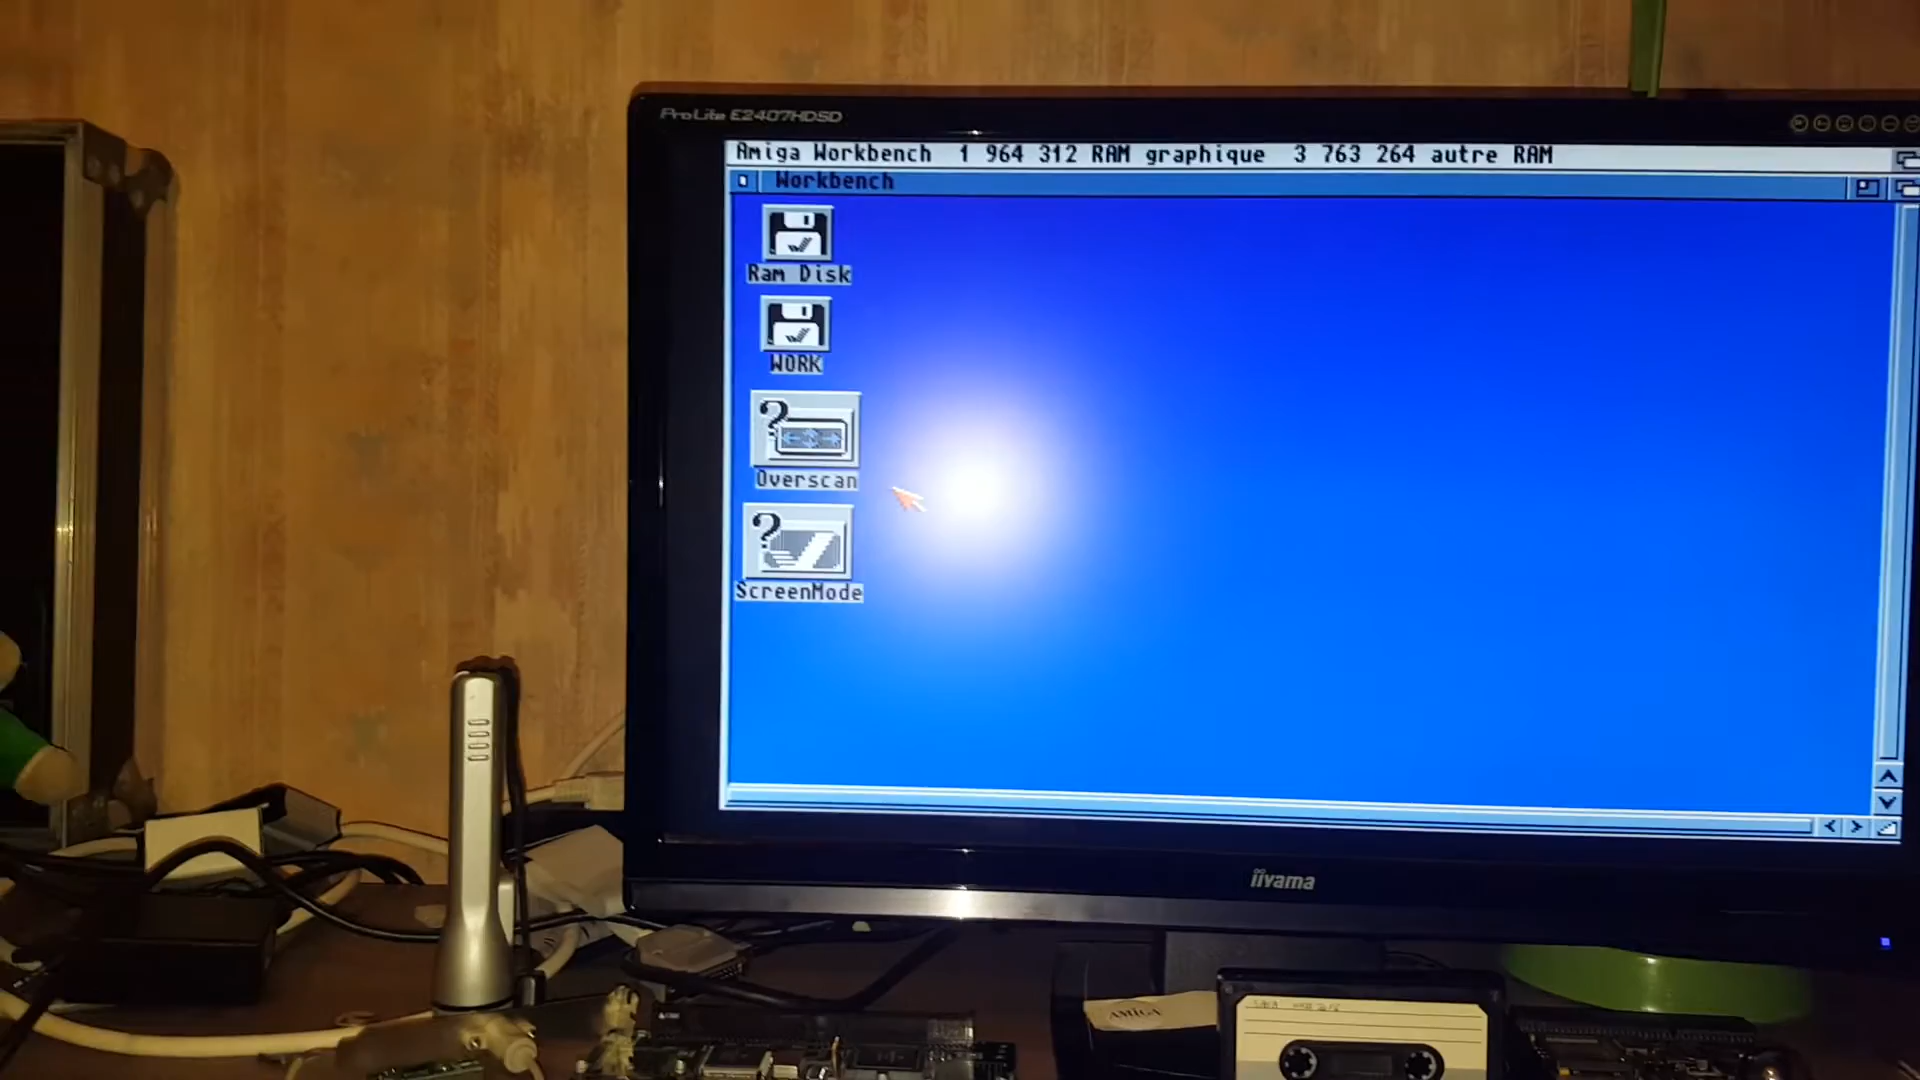 ProLite E2407HDSD
Amiga Workbench 1 964 312 RAM graphique 3 763 264 autre RAM
Workbench
Ram Disk
WORK
?
Overscan
?
ScreenMode
iiyama
AMIGA